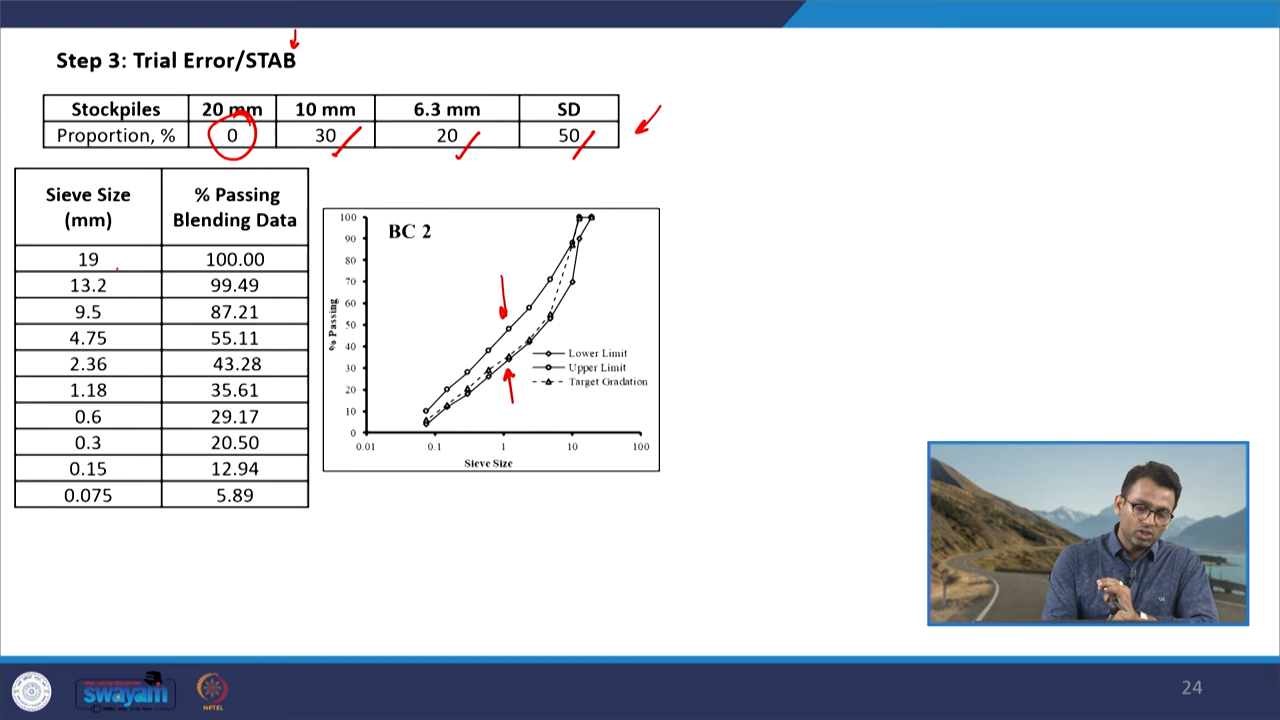 Step 3: Trial Error/STAB
Stockpiles 20 mm 10 mm 6.3 mm SD
Proportion, % 0 30 20 50
Sieve Size (mm) % Passing Blending Data
19 100.00
13.2 99.49
9.5 87.21
4.75 55.11
2.36 43.28
1.18 35.61
0.6 29.17
0.3 20.50
0.15 12.94
0.075 5.89
BC 2
% Passing
100
90
80
70
60
50
40
30
20
10
0
0.01 0.1 1 10 100
Sieve Size
Lower Limit
Upper Limit
Target Gradation
swayam
NPTEL
24